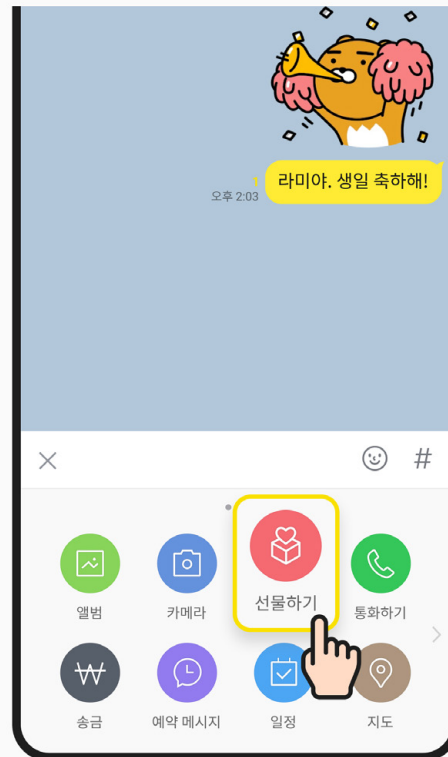 라미야. 생일 축하해!
1
오후 2:03
#
앨범
카메라
선물하기
통화하기
송금
예약 메시지
일정
지도